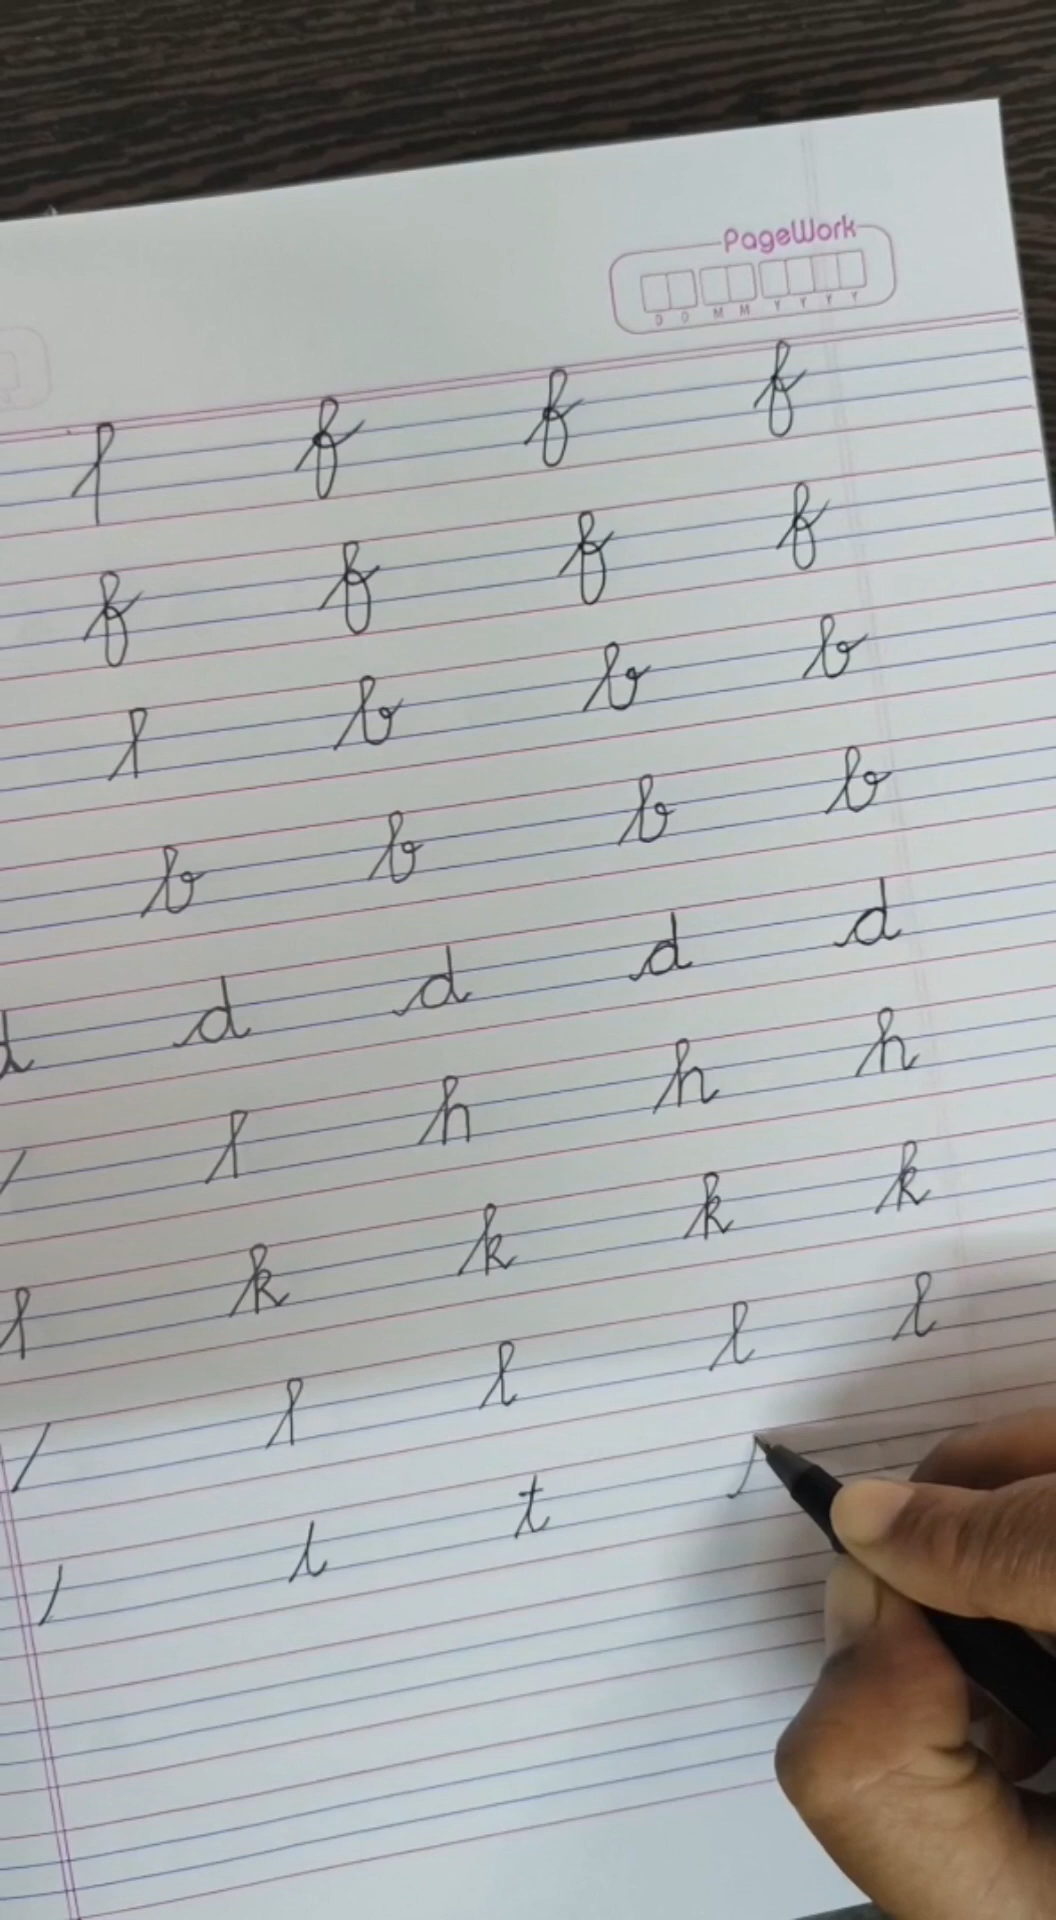 PageWork
D D M M Y Y Y Y
f f f
f f f f
b b b
b b b b
d d d d d
h h h
k k k
l l l
t